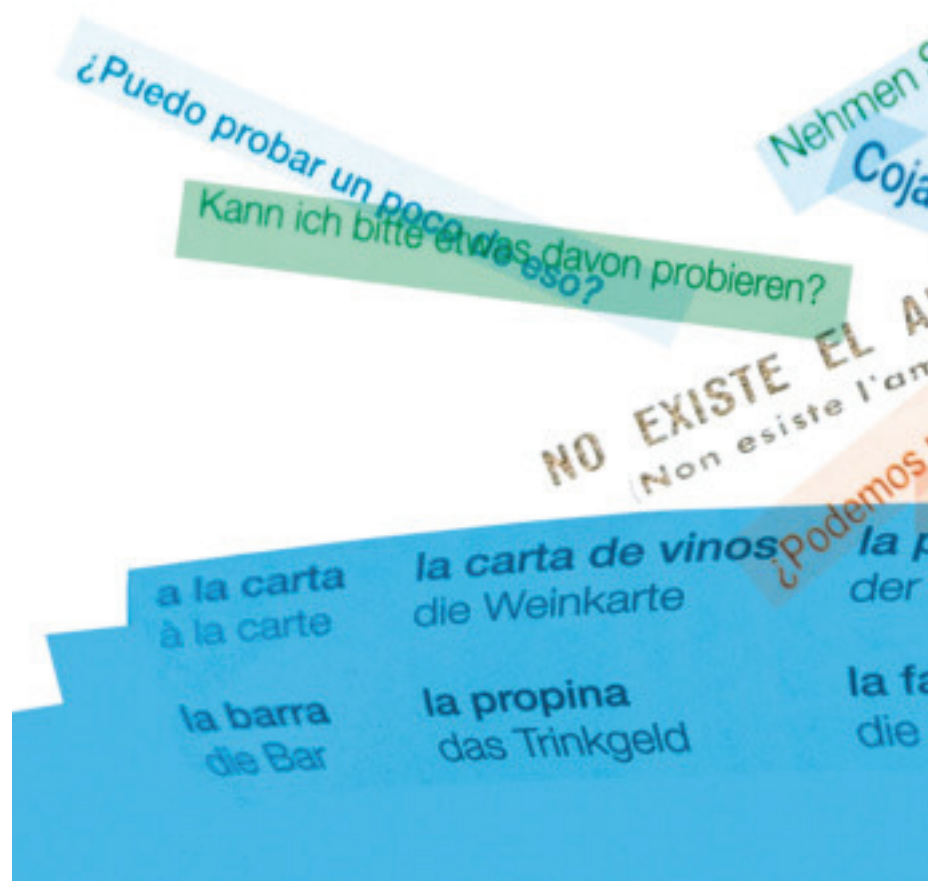 ¿Puedo probar un poco de eso?
Kann ich bitte etwas davon probieren?
Nehmen
Coja
NO EXISTE EL
(Non esiste
¿Podemos
a la carta
à la carte
la carta de vinos
die Weinkarte
la
der
la barra
die Bar
la propina
das Trinkgeld
la
die